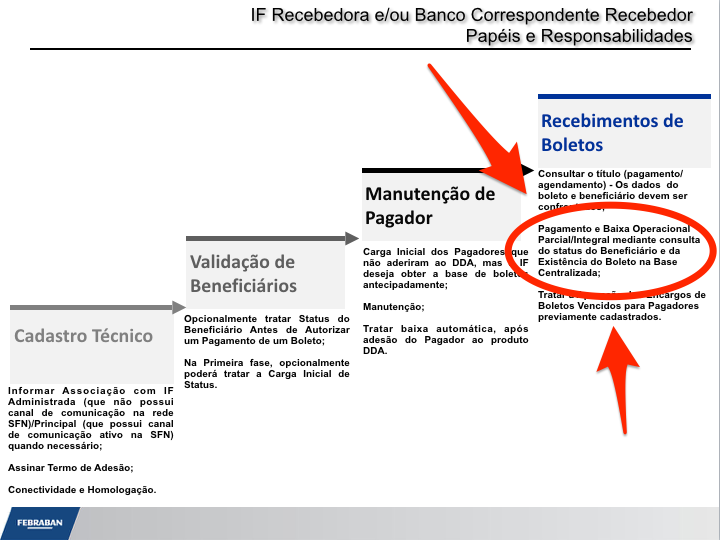 IF Recebedora e/ou Banco Correspondente Recebedor
Papéis e Responsabilidades
Cadastro Técnico
Informar Associação com IF
Administrada (que não possui
canal de comunicação na rede
SFN)/Principal (que possui canal
de comunicação ativo na SFN)
quando necessário;
Assinar Termo de Adesão;
Conectividade e Homologação.
Validação de
Beneficiários
Opcionalmente tratar Status do
Beneficiário Antes de Autorizar
um Pagamento de um Boleto;
Na Primeira fase, opcionalmente
poderá tratar a Carga Inicial de
Status.
Manutenção de
Pagador
Carga Inicial dos Pagadores que
não aderiram ao DDA, mas IF
deseja obter a base de boletos
antecipadamente;
Manutenção;
Tratar baixa automática, após
adesão do Pagador ao produto
DDA.
Recebimentos de
Boletos
Consultar o título (pagamento/
agendamento) - Os dados do
boleto e beneficiário devem ser
Pagamento e Baixa Operacional
Parcial/Integral mediante consulta
do status do Beneficiário e da
Existência do Boleto na Base
Centralizada;
Tratar Encargos de
Boletos Vencidos para Pagadores
previamente cadastrados.
FEBRABAN